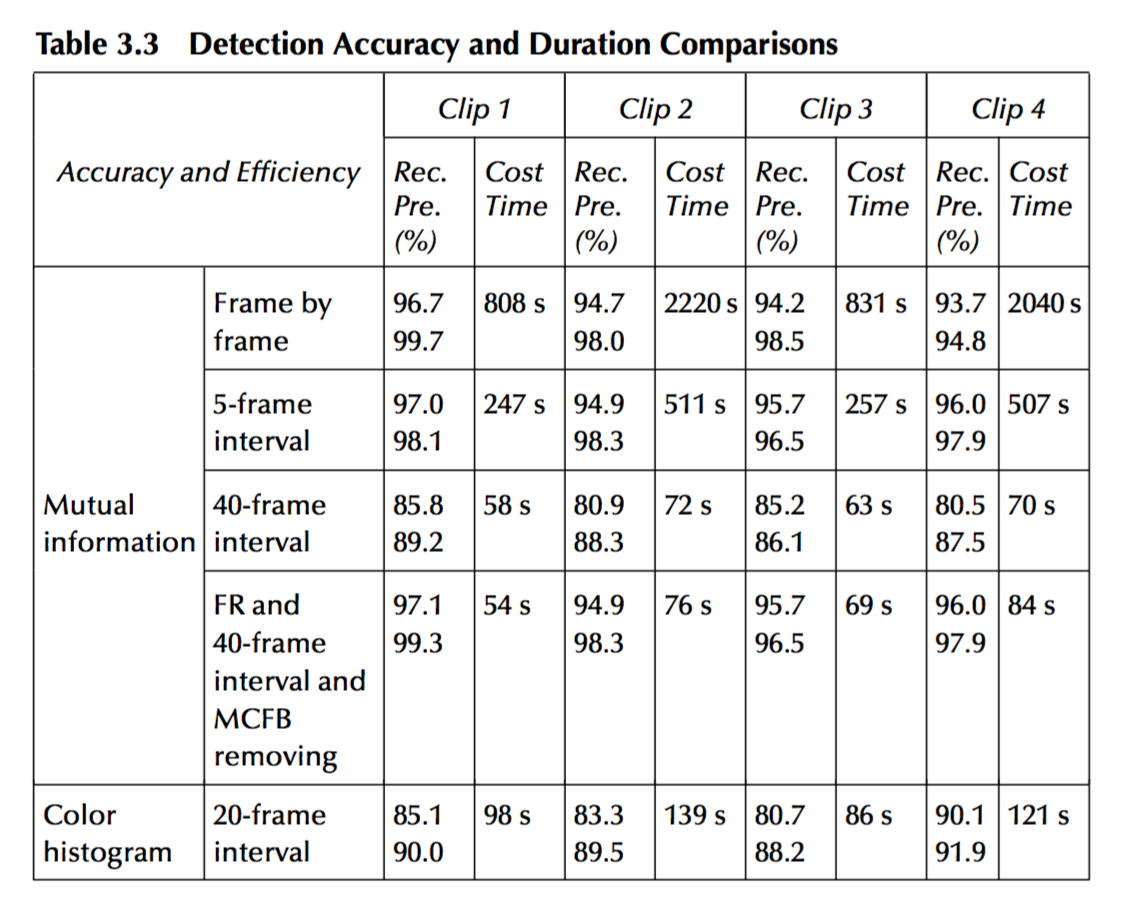 Table 3.3 Detection Accuracy and Duration Comparisons
Accuracy and Efficiency
Clip 1 Clip 2 Clip 3 Clip 4
Rec. Cost Rec. Cost Rec. Cost Rec. Cost
Pre. Time Pre. Time Pre. Time Pre. Time
(%) (%) (%) (%)
Mutual
information
Frame by 96.7 808 s 94.7 2220 s 94.2 831 s 93.7 2040 s
frame 99.7 98.0 98.5 94.8
5-frame 97.0 247 s 94.9 511 s 95.7 257 s 96.0 507 s
interval 98.1 98.3 96.5 97.9
40-frame 85.8 58 s 80.9 72 s 85.2 63 s 80.5 70 s
interval 89.2 88.3 86.1 87.5
FR and 97.1 54 s 94.9 76 s 95.7 69 s 96.0 84 s
40-frame 99.3 98.3 96.5 97.9
interval and
MCFB
removing
Color 20-frame 85.1 98 s 83.3 139 s 80.7 86 s 90.1 121 s
histogram interval 90.0 89.5 88.2 91.9